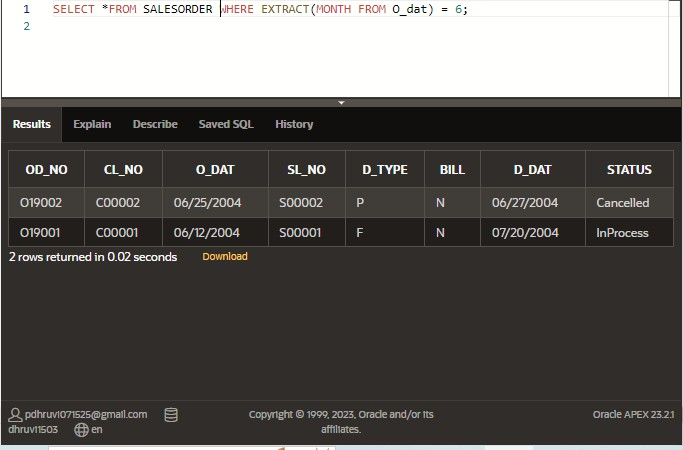 1 SELECT *FROM SALESORDER WHERE EXTRACT(MONTH FROM O_dat) = 6;
2
Results Explain Describe Saved SQL History
OD_NO CL_NO O_DAT SL_NO D_TYPE BILL D_DAT STATUS
O19002 C00002 06/25/2004 S00002 P N 06/27/2004 Cancelled
O19001 C00001 06/12/2004 S00001 F N 07/20/2004 InProcess
2 rows returned in 0.02 seconds Download
pdhruvi071525@gmail.com Copyright © 1999, 2023, Oracle and/or its Oracle APEX 23.2.1
dhruvi1503 en affiliates.